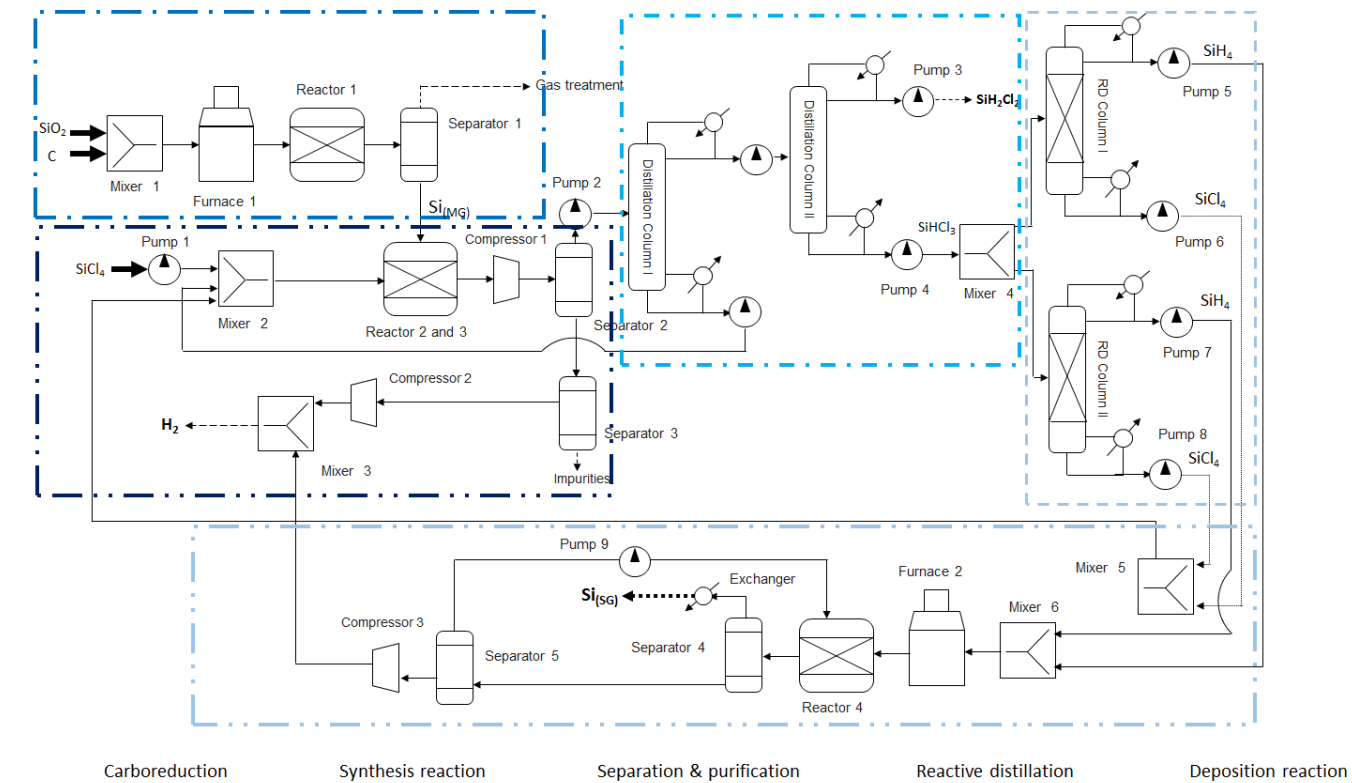 SiO2
C
Mixer 1
Furnace 1
Reactor 1
Separator 1
Gas treatment
Si(MG)
Pump 1
SiCl4
Mixer 2
Reactor 2 and 3
Compressor 1
Pump 2
Separator 2
Compressor 2
Separator 3
Impurities
H2
Mixer 3
Distillation Column I
Distillation Column II
Pump 3
SiH2Cl2
SiHCl3
Pump 4
Mixer 4
RD Column I
SiH4
Pump 5
SiCl4
Pump 6
RD Column II
SiH4
Pump 7
Pump 8
SiCl4
Mixer 5
Mixer 6
Furnace 2
Reactor 4
Pump 9
Exchanger
Si(SG)
Separator 4
Separator 5
Compressor 3
Carboreduction
Synthesis reaction
Separation & purification
Reactive distillation
Deposition reaction